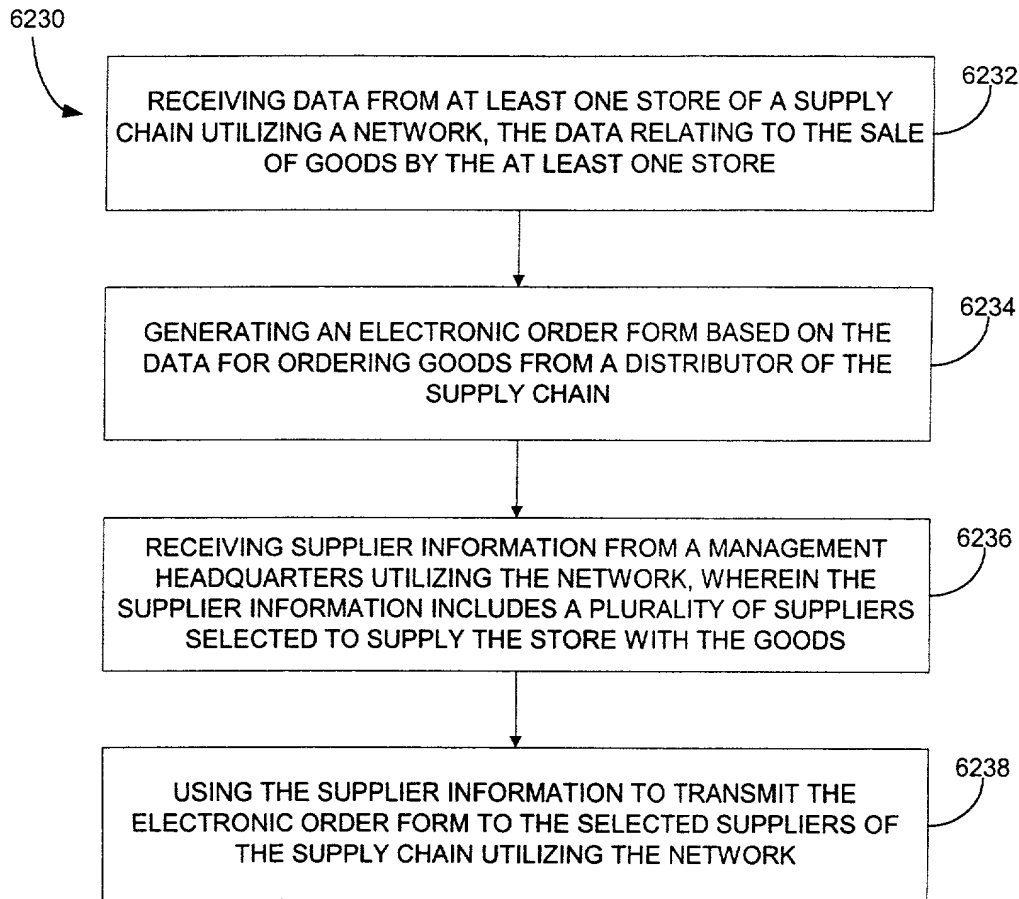 6230
6232
RECEIVING DATA FROM AT LEAST ONE STORE OF A SUPPLY
CHAIN UTILIZING A NETWORK, THE DATA RELATING TO THE SALE
OF GOODS BY THE AT LEAST ONE STORE
6234
GENERATING AN ELECTRONIC ORDER FORM BASED ON THE
DATA FOR ORDERING GOODS FROM A DISTRIBUTOR OF THE
SUPPLY CHAIN
6236
RECEIVING SUPPLIER INFORMATION FROM A MANAGEMENT
HEADQUARTERS UTILIZING THE NETWORK, WHEREIN THE
SUPPLIER INFORMATION INCLUDES A PLURALITY OF SUPPLIERS
SELECTED TO SUPPLY THE STORE WITH THE GOODS
6238
USING THE SUPPLIER INFORMATION TO TRANSMIT THE
ELECTRONIC ORDER FORM TO THE SELECTED SUPPLIERS OF
THE SUPPLY CHAIN UTILIZING THE NETWORK